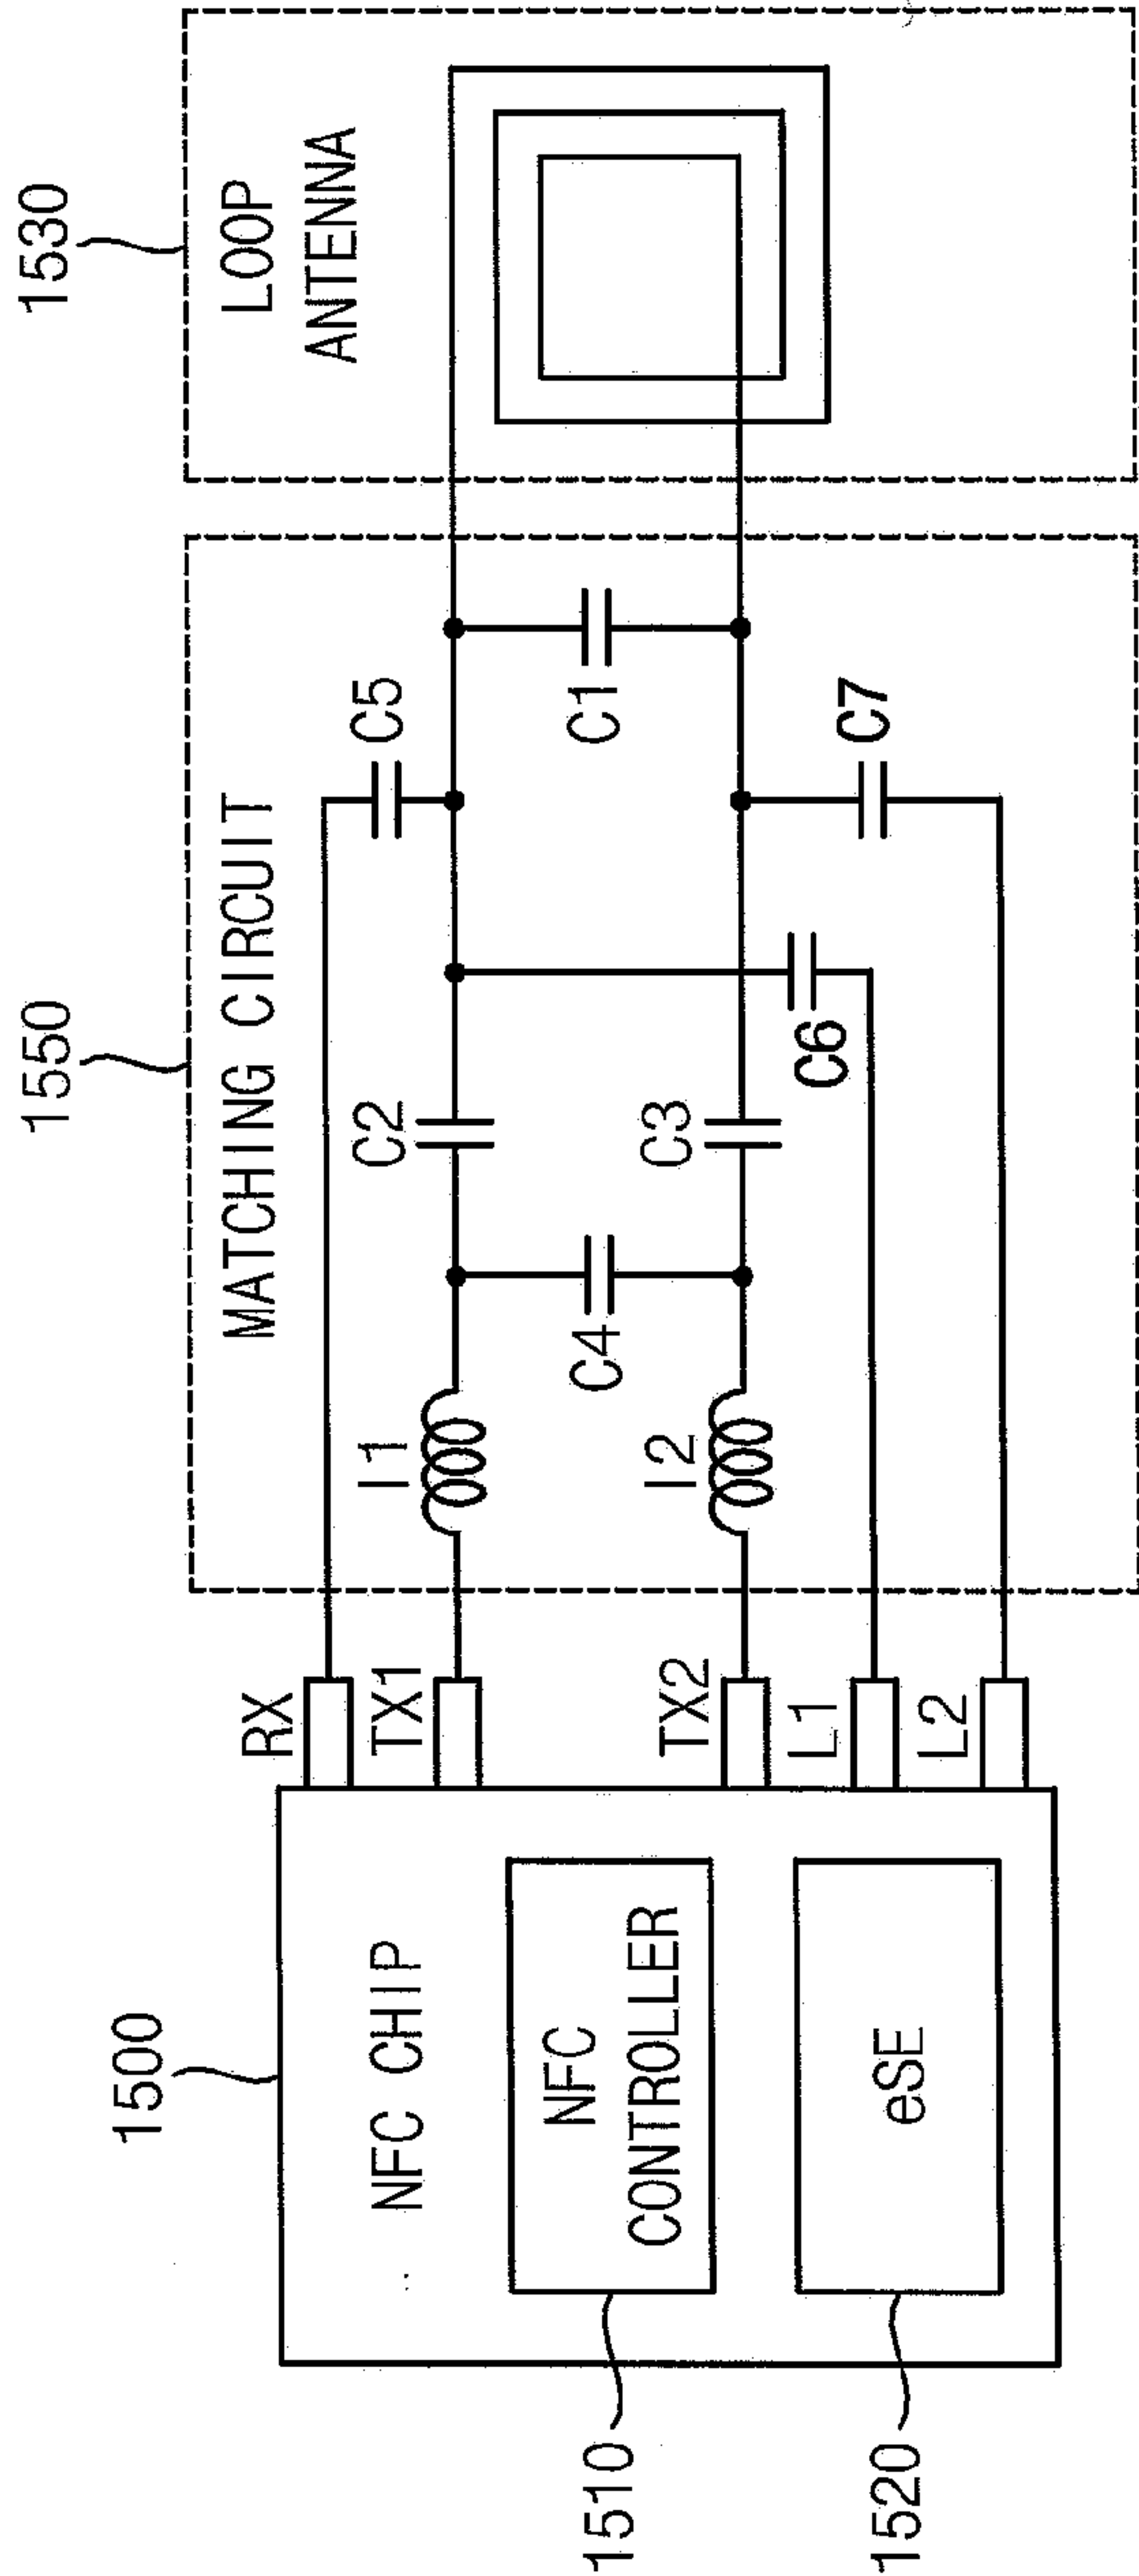 1500
1550
1530
NFC CHIP
NFC
CONTROLLER
eSE
1510
1520
RX
TX1
TX2
L1
L2
MATCHING CIRCUIT
I1
I2
C4
C2
C3
C6
C5
C1
C7
LOOP
ANTENNA